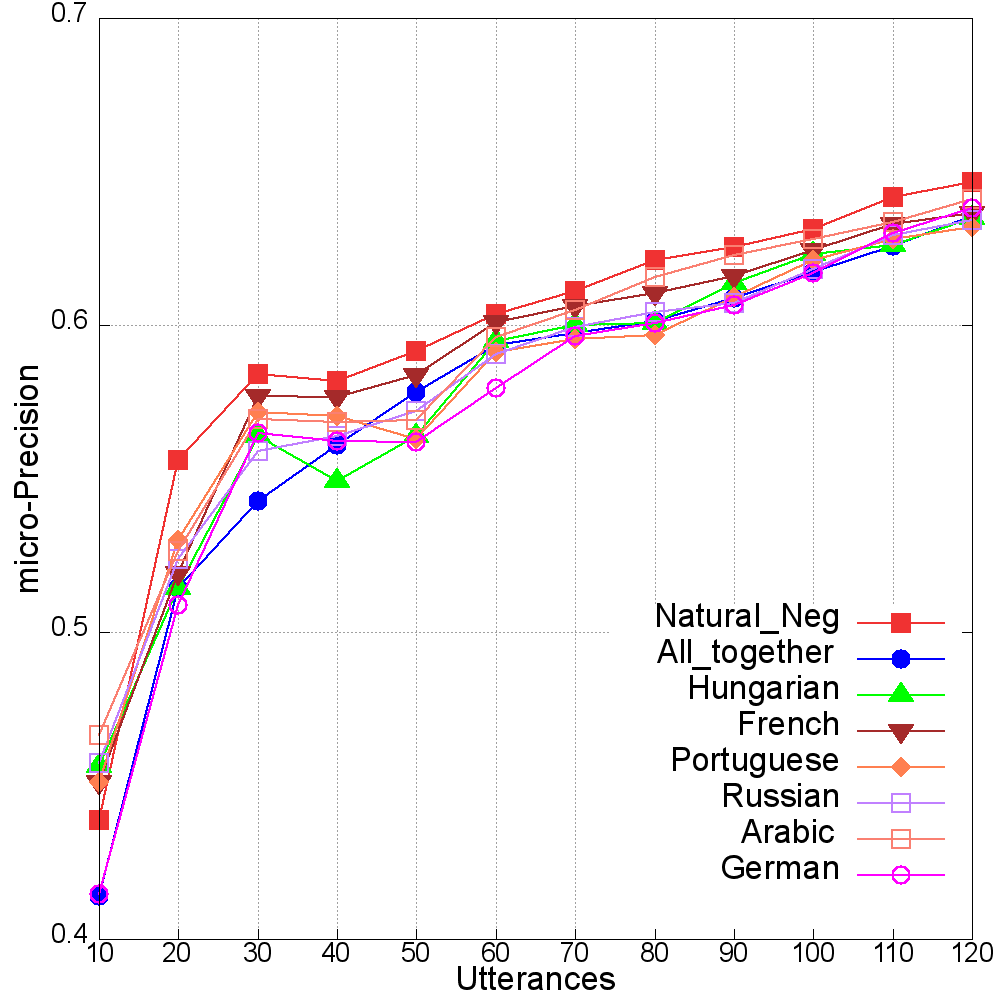 0.7
0.6
0.5
0.4
micro-Precision
Natural_Neg
All_together
Hungarian
French
Portuguese
Russian
Arabic
German
10 20 30 40 50 60 70 80 90 100 110 120
Utterances